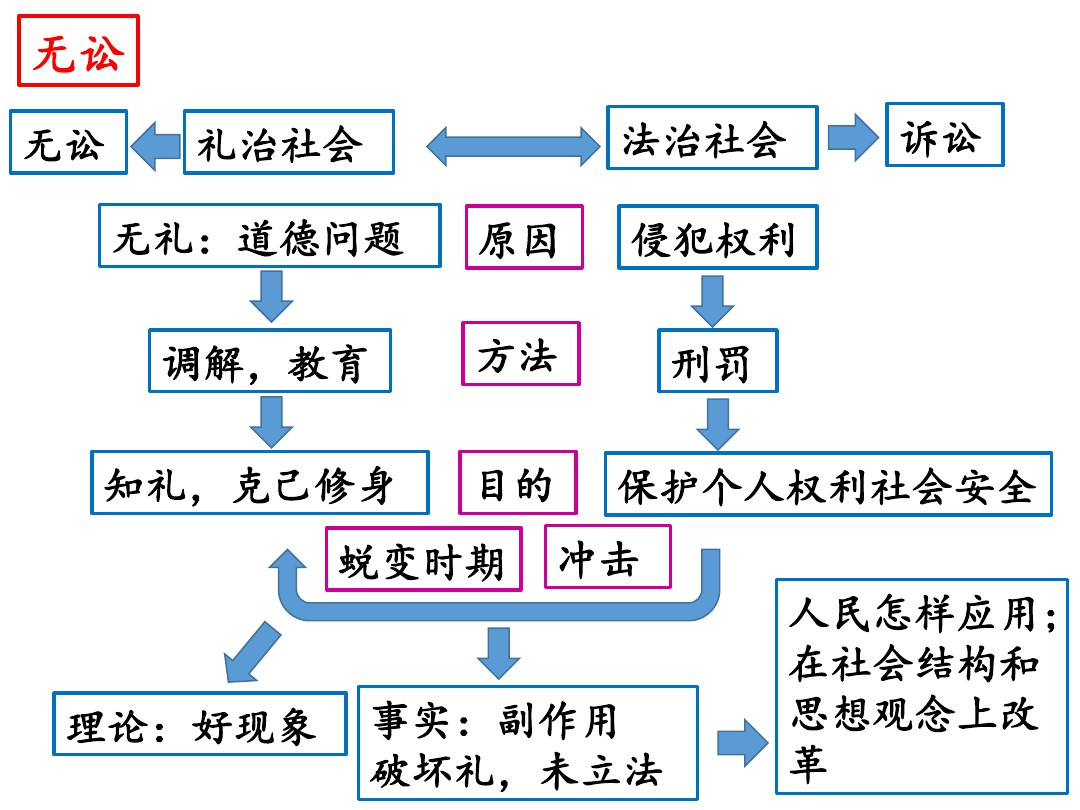 无讼
无讼
礼治社会
法治社会
诉讼
无礼：道德问题
原因
侵犯权利
调解，教育
方法
刑罚
知礼，克己修身
目的
保护个人权利社会安全
蜕变时期
冲击
理论：好现象
事实：副作用
破坏礼，未立法
人民怎样应用；
在社会结构和
思想观念上改
革